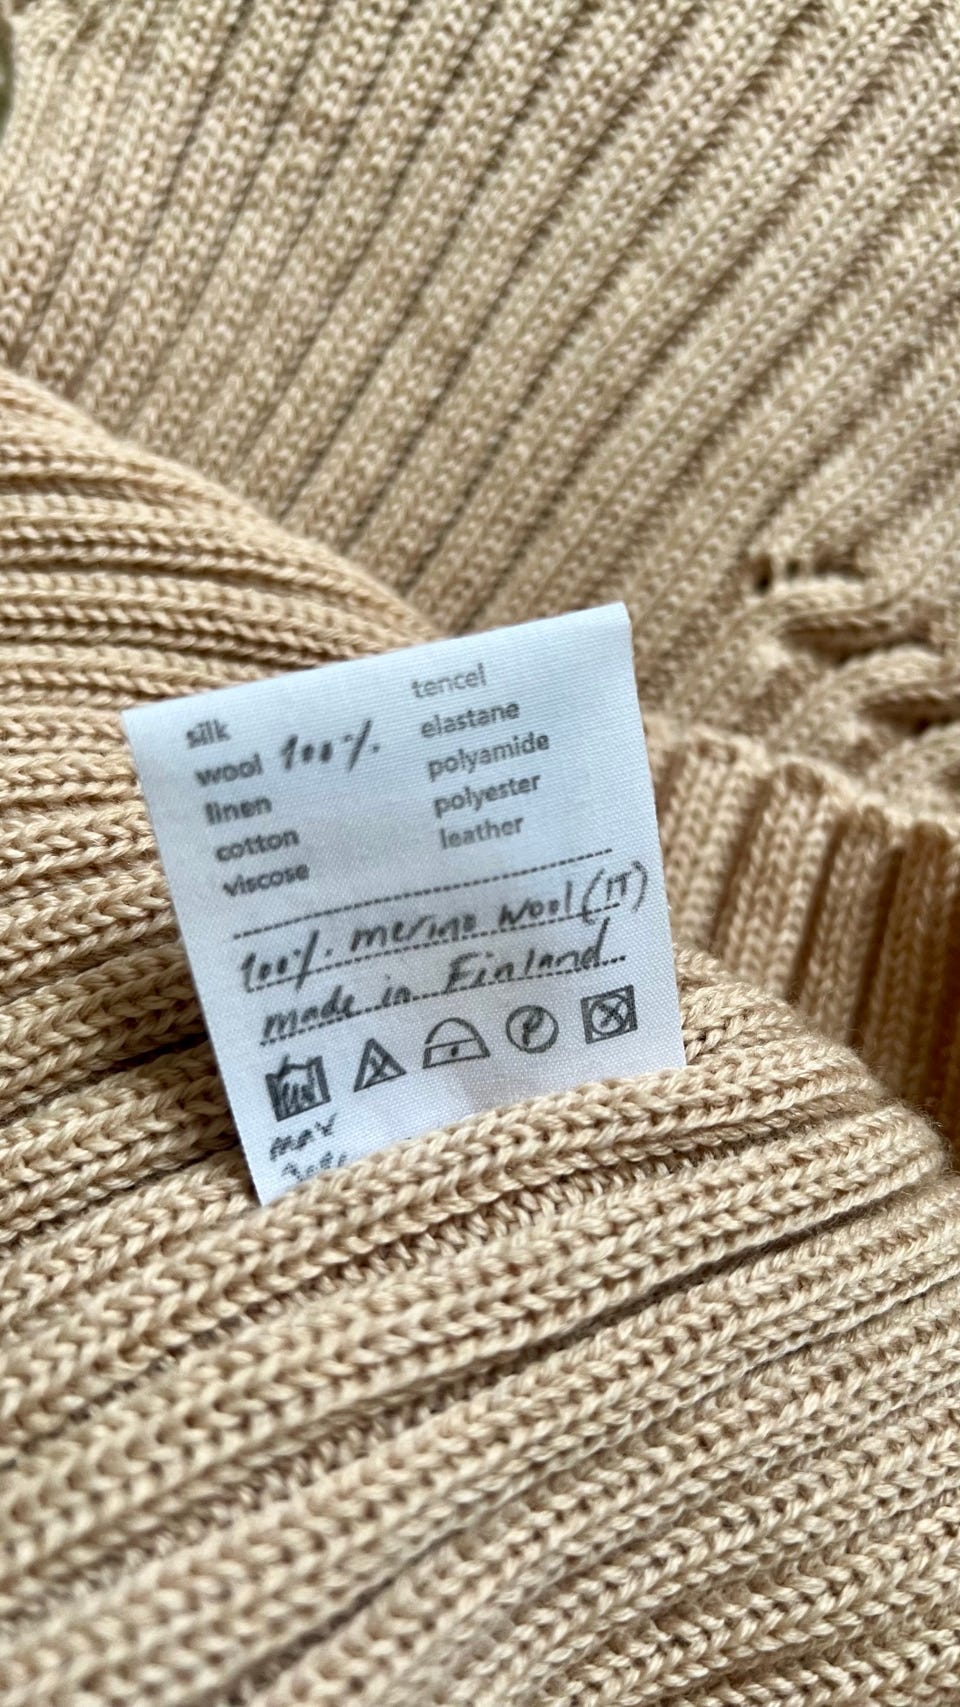 silk
wool 100%
linen
cotton
viscose
tencel
elastane
polyamide
polyester
leather
100% merino wool (IT)
made in Finland
P
max